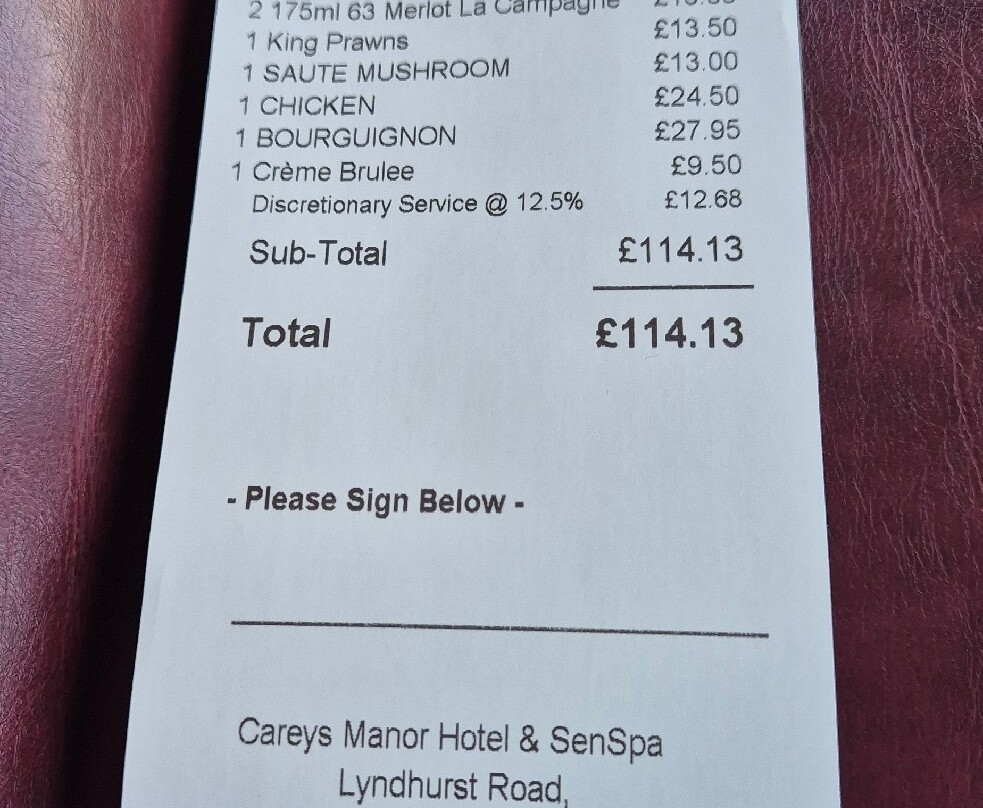 2 175ml 63 Merlot La Campagne
1 King Prawns £13.50
1 SAUTE MUSHROOM £13.00
1 CHICKEN £24.50
1 BOURGUIGNON £27.95
1 Crème Brulee £9.50
Discretionary Service @ 12.5% £12.68
Sub-Total £114.13
Total £114.13
- Please Sign Below -
Careys Manor Hotel & SenSpa
Lyndhurst Road,